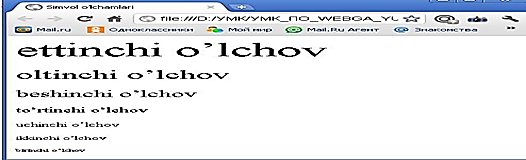 Simvol o'lchamlari
file:///D:/УМК/УМК_ПО_WEBGA_YU
Mail.ru Одноклассники Мой мир Mail.Ru Агент Знакомства
ettinchi o'lchov
oltinchi o'lchov
beshinchi o'lchov
to'rtinchi o'lchov
uchinchi o'lchov
ikkinchi o'lchov
birinchi o'lchov